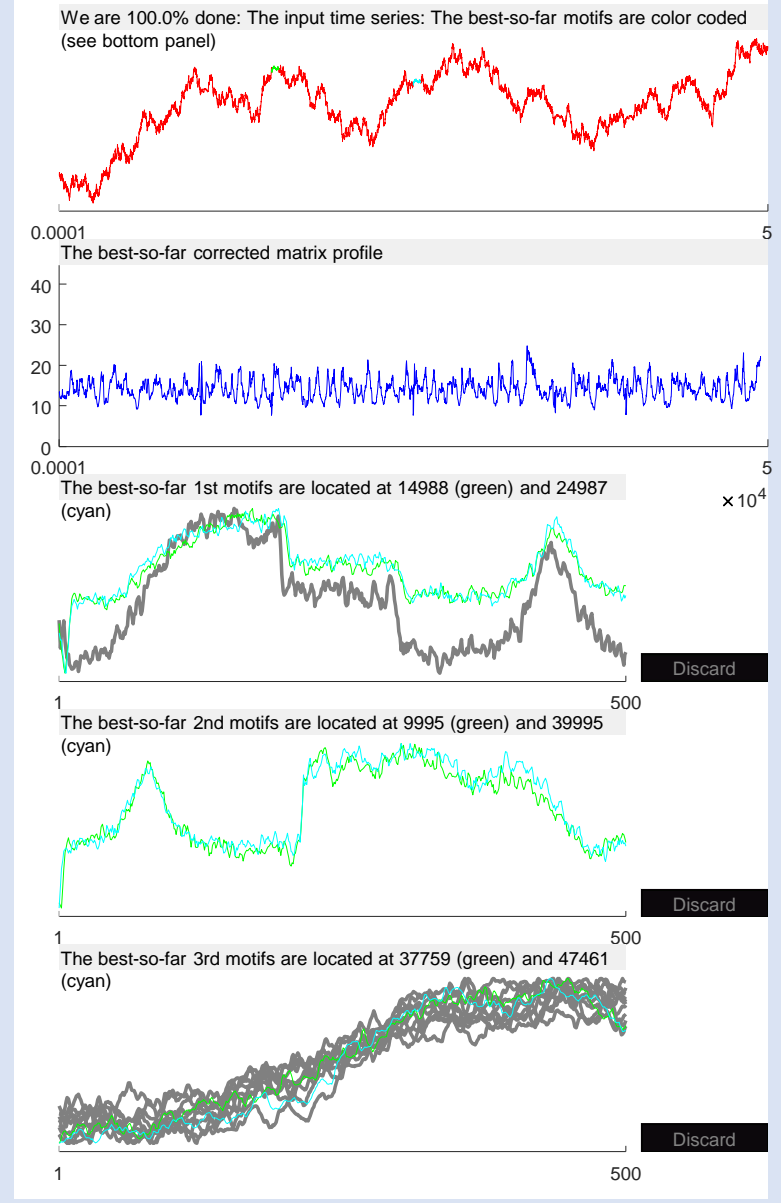 We are 100.0% done: The input time series: The best-so-far motifs are color coded
(see bottom panel)
0.0001 5
The best-so-far corrected matrix profile
40
30
20
10
0
0.0001 5
×10^4
The best-so-far 1st motifs are located at 14988 (green) and 24987
(cyan)
Discard
1 500
The best-so-far 2nd motifs are located at 9995 (green) and 39995
(cyan)
Discard
1 500
The best-so-far 3rd motifs are located at 37759 (green) and 47461
(cyan)
Discard
1 500